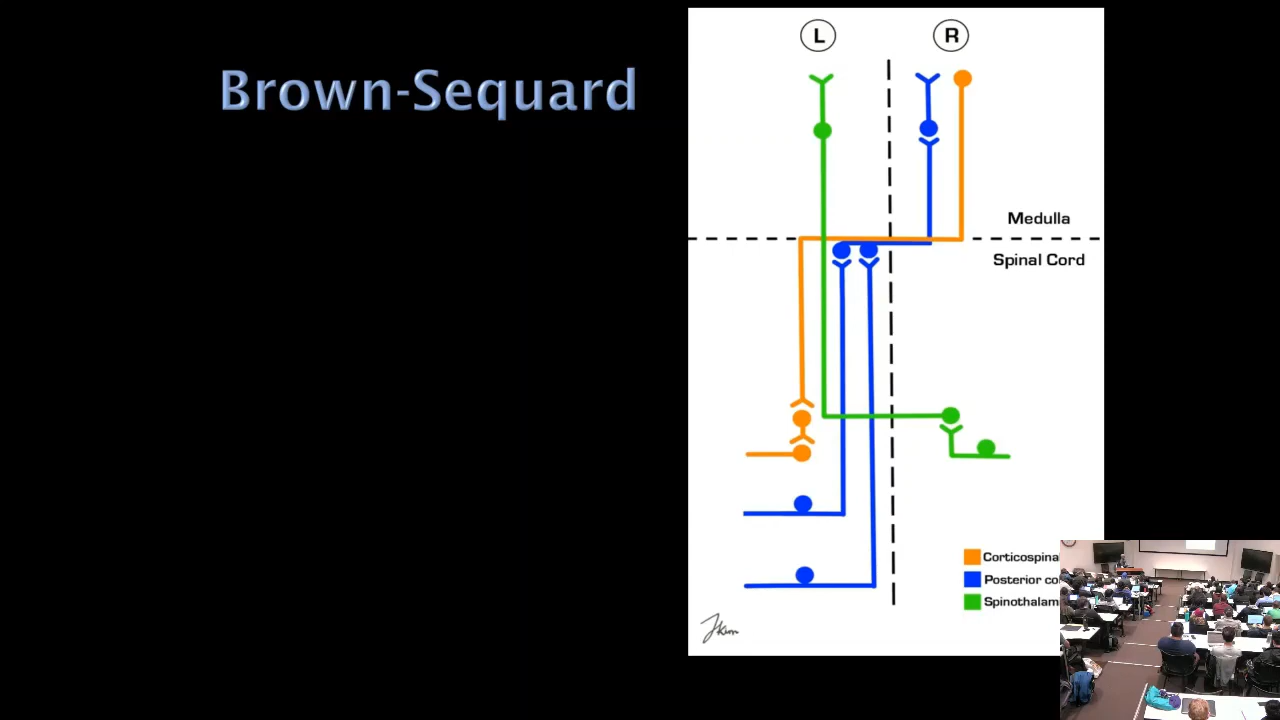 Brown-Sequard
L
R
Medulla
Spinal Cord
Corticospina
Posterior co
Spinothalam